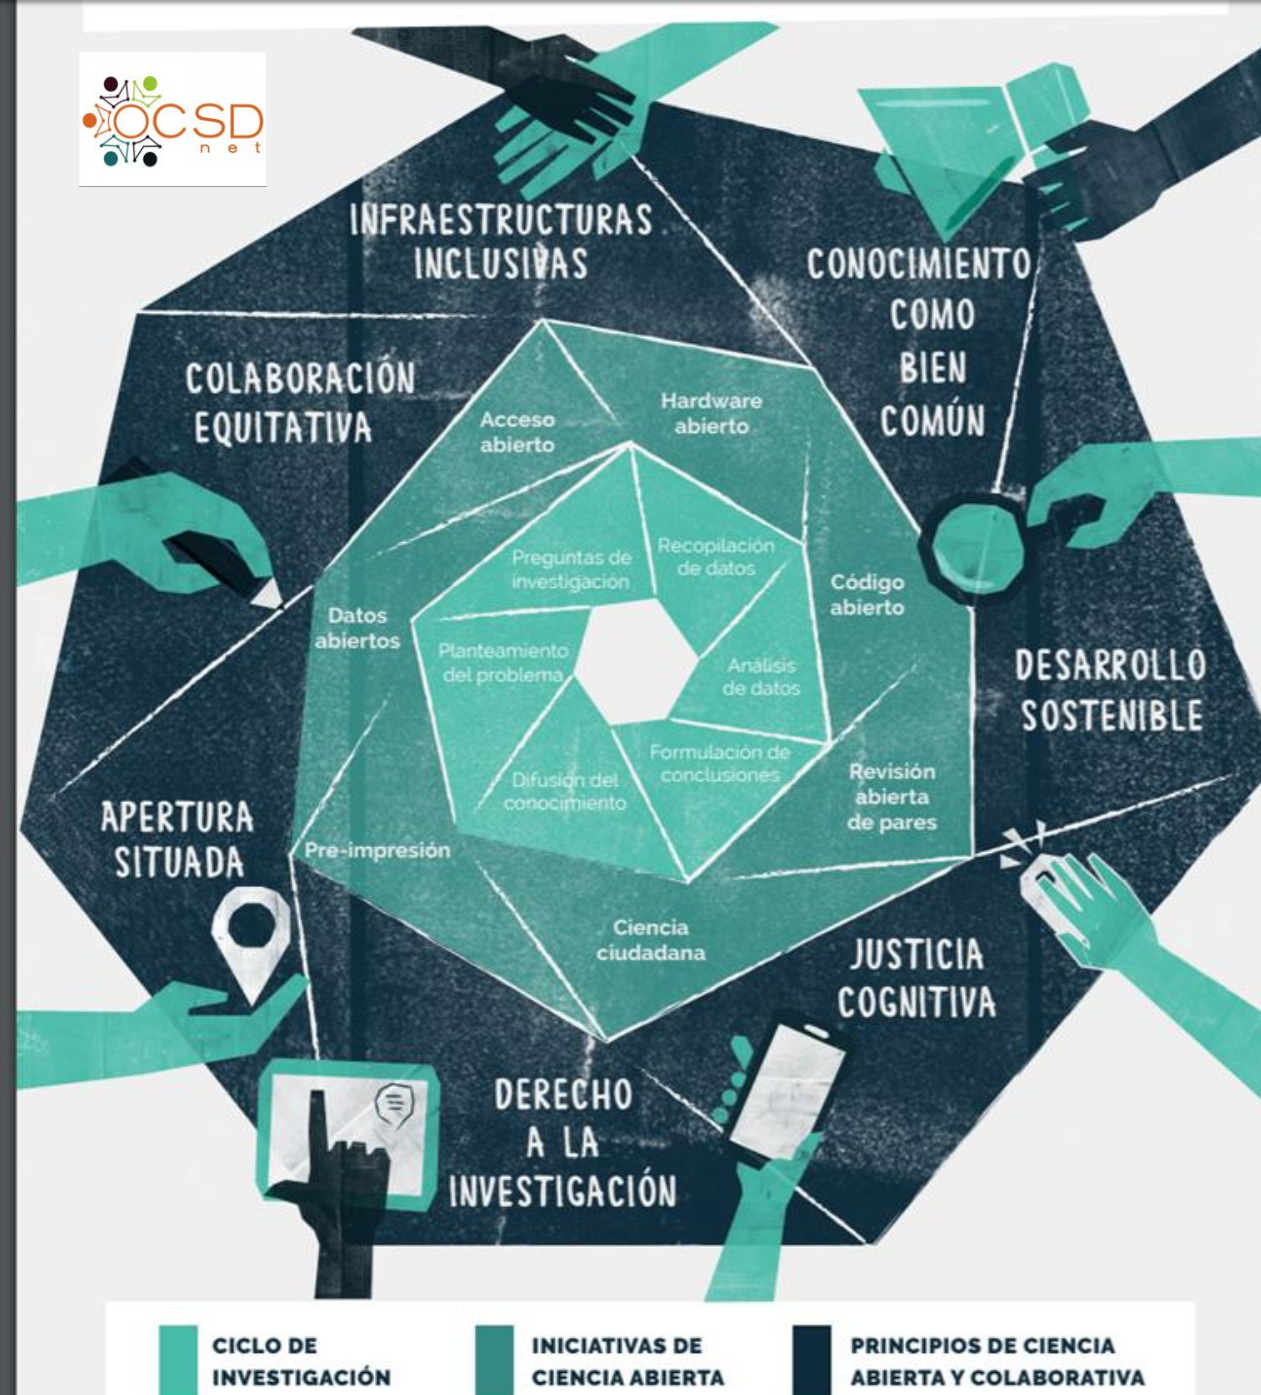 OCSD
net
INFRAESTRUCTURAS
INCLUSIVAS
CONOCIMIENTO
COMO
BIEN
COMÚN
COLABORACIÓN
EQUITATIVA
Acceso
abierto
Hardware
abierto
Preguntas de
investigación
Recopilación
de datos
Código
abierto
Datos
abiertos
Planteamiento
del problema
Análisis
de datos
DESARROLLO
SOSTENIBLE
Formulación de
conclusiones
Difusión del
conocimiento
Revisión
abierta
de pares
APERTURA
SITUADA
Pre-impresión
Ciencia
ciudadana
JUSTICIA
COGNITIVA
DERECHO
A LA
INVESTIGACIÓN
CICLO DE
INVESTIGACIÓN
INICIATIVAS DE
CIENCIA ABIERTA
PRINCIPIOS DE CIENCIA
ABIERTA Y COLABORATIVA